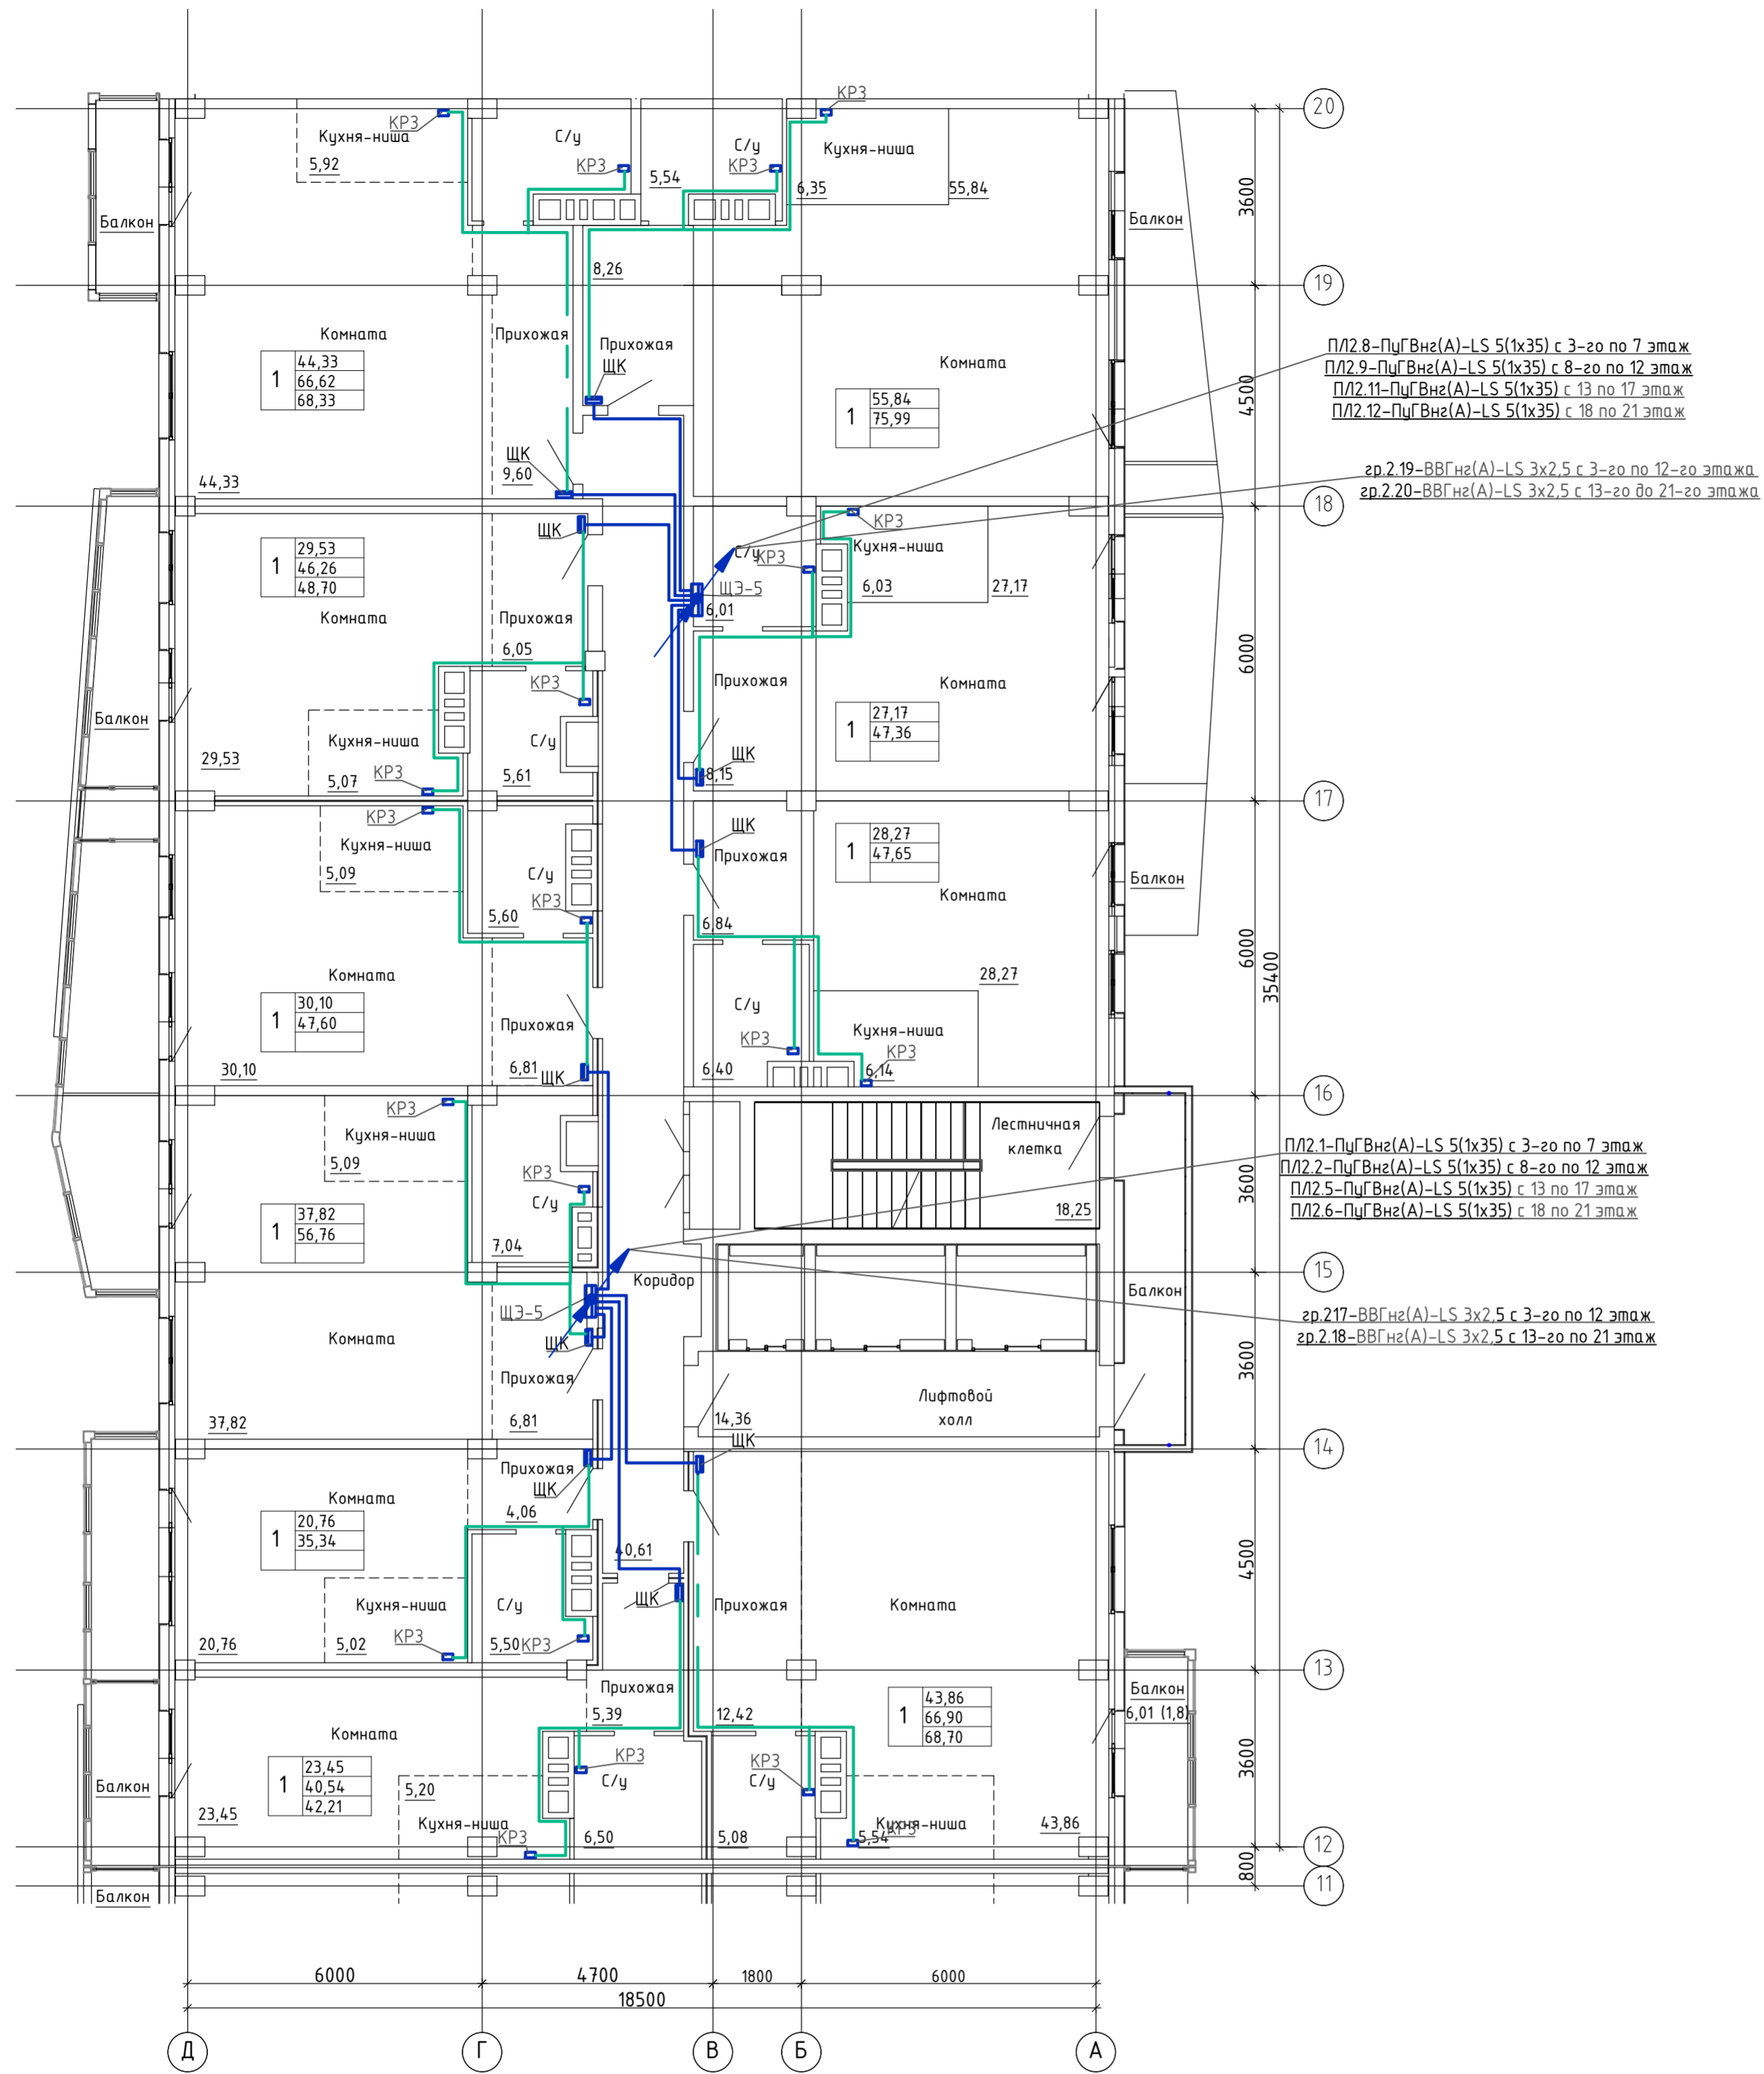 КРЗ
КРЗ
20
Кухня-ниша
5,92
С/у
КРЗ
5,54
С/у
КРЗ
Кухня-ниша
6,35
55,84
3600
Балкон
Балкон
8,26
19
Комната
Прихожая
Прихожая
ЩК
Комната
1
44,33
66,62
68,33
1
55,84
75,99
4500
ПЛ2.8-ПуГВнг(А)-LS 5(1х35) с 3-го по 7 этаж
ПЛ2.9-ПуГВнг(А)-LS 5(1х35) с 8-го по 12 этаж
ПЛ2.11-ПуГВнг(А)-LS 5(1х35) с 13 по 17 этаж
ПЛ2.12-ПуГВнг(А)-LS 5(1х35) с 18 по 21 этаж
ЩК
9,60
44,33
гр.2.19-ВВГнг(А)-LS 3х2,5 с 3-го по 12-го этажа
гр.2.20-ВВГнг(А)-LS 3х2,5 с 13-го до 21-го этажа
18
ЩК
КРЗ
1
29,53
46,26
48,70
С/у
КРЗ
Кухня-ниша
ЩЭ-5
6,01
6,03
27,17
Комната
Прихожая
6,05
6000
КРЗ
Прихожая
Комната
Балкон
Кухня-ниша
С/у
1
27,17
47,36
29,53
КРЗ
5,07
5,61
ЩК
8,15
17
КРЗ
Кухня-ниша
5,09
С/у
КРЗ
5,60
ЩК
Прихожая
1
28,27
47,65
Комната
Балкон
6,84
6000
35400
Комната
28,27
1
30,10
47,60
Прихожая
С/у
КРЗ
Кухня-ниша
КРЗ
30,10
6,81
ЩК
6,40
6,14
16
КРЗ
Кухня-ниша
5,09
Лестничная
клетка
18,25
КРЗ
С/у
3600
ПЛ2.1-ПуГВнг(А)-LS 5(1х35) с 3-го по 7 этаж
ПЛ2.2-ПуГВнг(А)-LS 5(1х35) с 8-го по 12 этаж
ПЛ2.5-ПуГВнг(А)-LS 5(1х35) с 13 по 17 этаж
ПЛ2.6-ПуГВнг(А)-LS 5(1х35) с 18 по 21 этаж
1
37,82
56,76
7,04
Коридор
15
Балкон
ЩЭ-5
гр.217-ВВГнг(А)-LS 3х2,5 с 3-го по 12 этаж
гр.2.18-ВВГнг(А)-LS 3х2,5 с 13-го по 21 этаж
Комната
ЩК
Прихожая
3600
Лифтовой
холл
37,82
6,81
14,36
ЩК
14
Прихожая
ЩК
Комната
1
20,76
35,34
4,06
40,61
4500
ЩК
Кухня-ниша
С/у
Прихожая
Комната
20,76
5,02
КРЗ
5,50
КРЗ
13
Прихожая
5,39
12,42
1
43,86
66,90
68,70
Балкон
6,01 (1,8)
Комната
КРЗ
С/у
КРЗ
С/у
3600
1
23,45
40,54
42,21
Балкон
23,45
5,20
Кухня-ниша
КРЗ
6,50
5,08
Кухня-ниша
5,54
КРЗ
43,86
12
800
11
Балкон
6000
4700
1800
6000
18500
Д
Г
В
Б
А